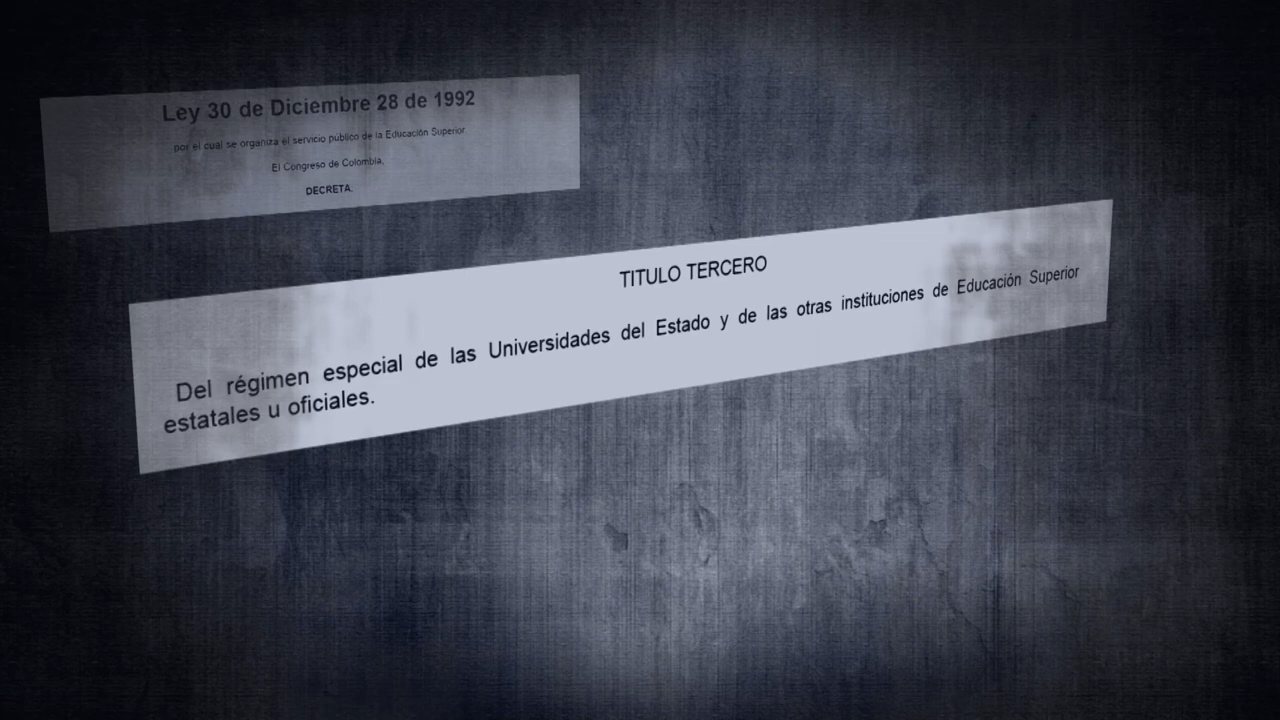 Ley 30 de Diciembre 28 de 1992
por el cual se organiza el servicio público de la Educación Superior.
El Congreso de Colombia,
DECRETA.
TITULO TERCERO
Del régimen especial de las Universidades del Estado y de las otras instituciones de Educación Superior
estatales u oficiales.